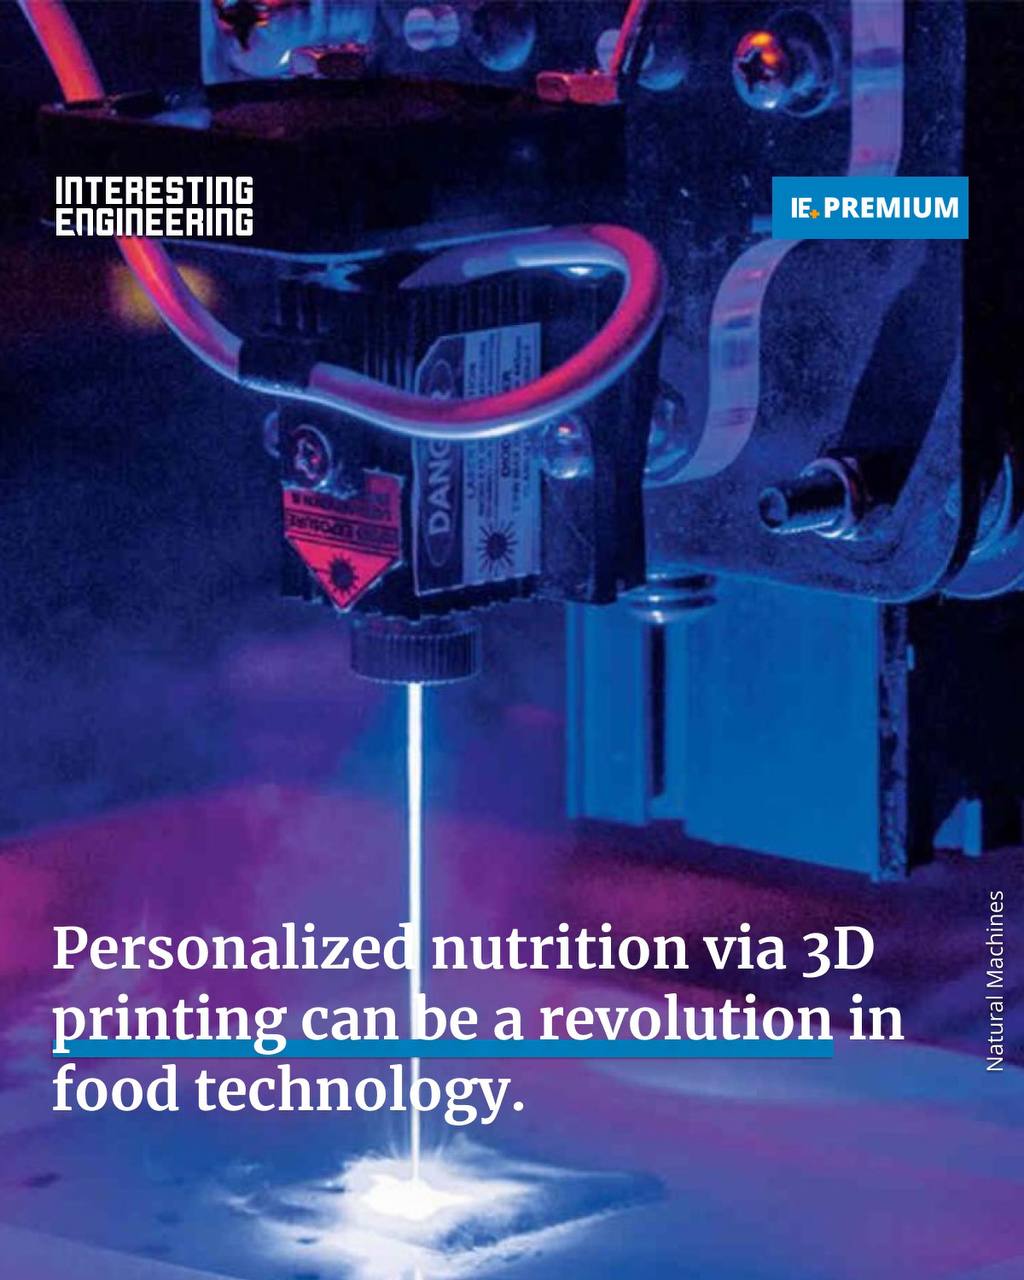 INTERESTING
ENGINEERING
IE+ PREMIUM
DANGER
Personalized nutrition via 3D
printing can be a revolution in
food technology.
Natural Machines